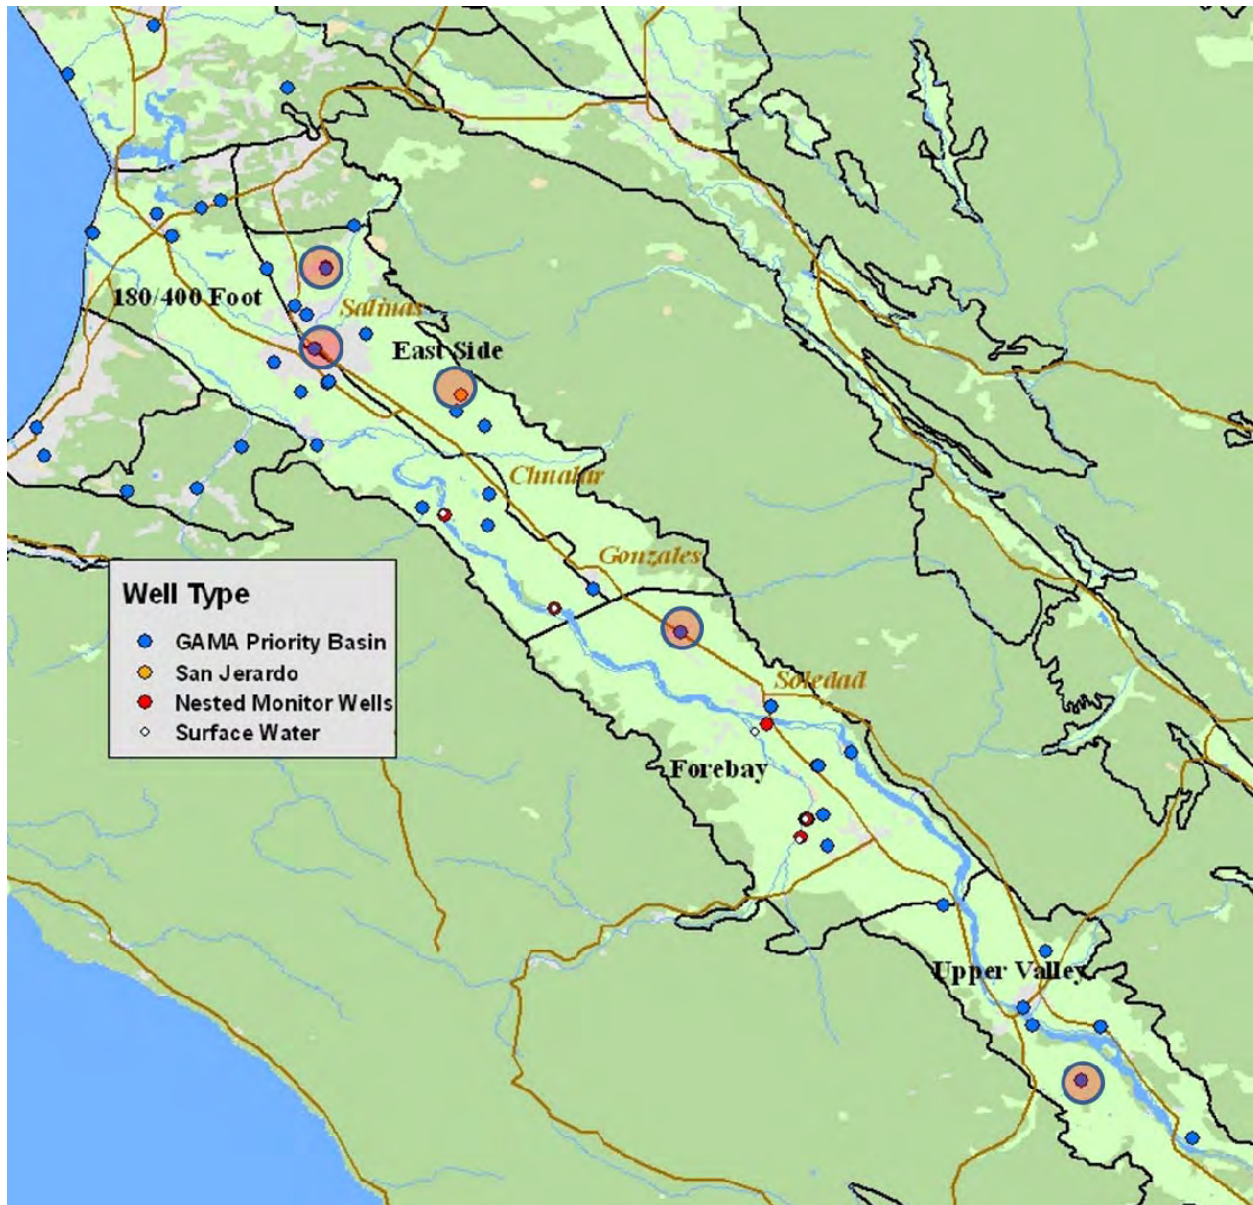 180/400 Foot
Salinas
East Side
Chualar
Gonzales
Well Type
GAMA Priority Basin
San Jerardo
Nested Monitor Wells
Surface Water
Soledad
Forebay
Upper Valley